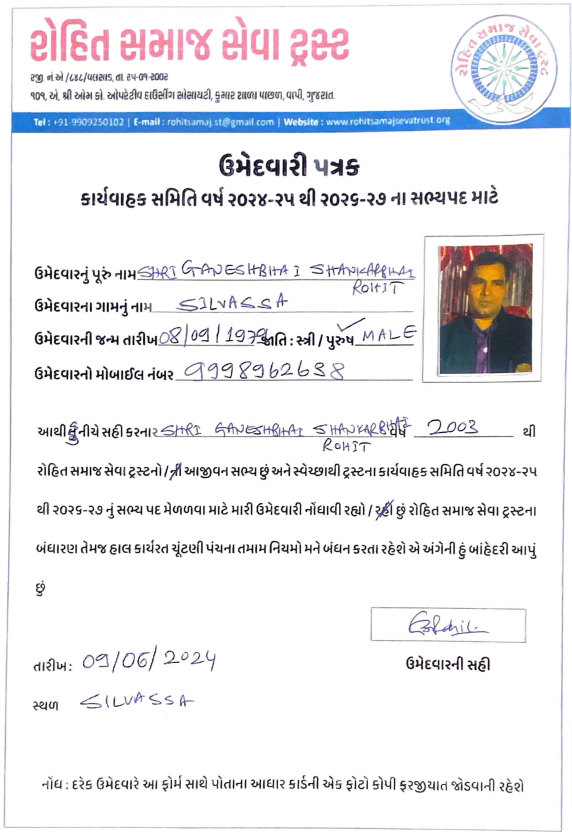 રોહિત સમાજ સેવા ટ્રસ્ટ
રજી નં એ /૬૮૮/વલસાડ, તા. ૨૫-૦૧-૨૦૦૨
૧૦૧, એ, શ્રી ઓમ કો. ઓપરેટીવ હાઉસીંગ સોસાયટી, કુમાર શાળા પાછળ, વાપી, ગુજરાત.
રોહિત સમાજ સેવા ટ્રસ્ટ
Tel : +91-9909250102 | E-mail : rohitsamaj.st@gmail.com | Website : www.rohitsamajsevatrust.org
ઉમેદવારી પત્રક
કાર્યવાહક સમિતિ વર્ષ ૨૦૨૪-૨૫ થી ૨૦૨૬-૨૭ ના સભ્યપદ માટે
ઉમેદવારનું પૂરું નામ SHRI GANESHBHAI SHANKARBHAI
ROHIT
ઉમેદવારના ગામનું નામ SILVASSA
ઉમેદવારની જન્મ તારીખ 08/09/1979 જાતિ : સ્ત્રી / પુરુષ MALE
ઉમેદવારનો મોબાઈલ નંબર 9998962638
આથી હું નીચે સહી કરનાર SHRI GANESHBHAI SHANKARBHAI વર્ષ 2003 થી
ROHIT
રોહિત સમાજ સેવા ટ્રસ્ટનો / ની આજીવન સભ્ય છું અને સ્વેચ્છાથી ટ્રસ્ટના કાર્યવાહક સમિતિ વર્ષ ૨૦૨૪-૨૫
થી ૨૦૨૬-૨૭ નું સભ્ય પદ મેળળવા માટે મારી ઉમેદવારી નોંધાવી રહ્યો / રહી છું રોહિત સમાજ સેવા ટ્રસ્ટના
બંધારણ તેમજ હાલ કાર્યરત ચૂંટણી પંચના તમામ નિયમો મને બંધન કરતા રહેશે એ અંગેની હું બાંહેદરી આપું
છું
તારીખ : 09/06/2024
ઉમેદવારની સહી
સ્થળ SILVASSA
નોંધ : દરેક ઉમેદવારે આ ફોર્મ સાથે પોતાના આધાર કાર્ડની એક ફોટો કોપી ફરજીયાત જોડવાની રહેશે